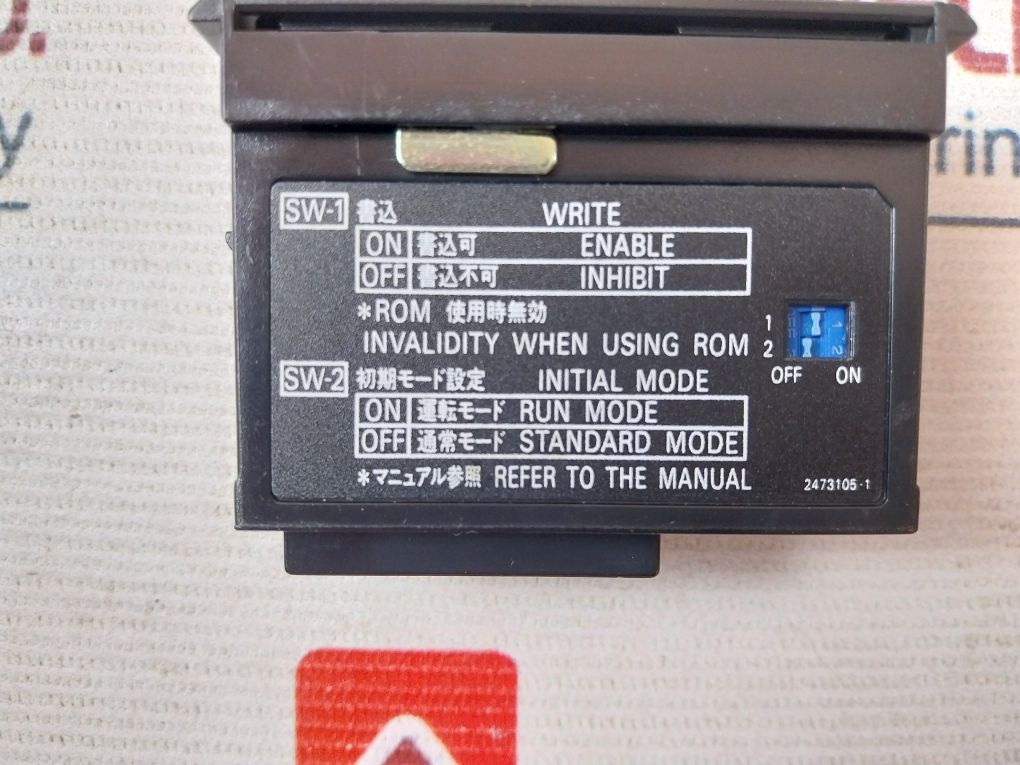 SW-1 書込 WRITE
ON 書込可 ENABLE
OFF 書込不可 INHIBIT
*ROM 使用時無効
INVALIDITY WHEN USING ROM
1
2
OFF ON
SW-2 初期モード設定 INITIAL MODE
ON 運転モード RUN MODE
OFF 通常モード STANDARD MODE
*マニュアル参照 REFER TO THE MANUAL
2473105-1